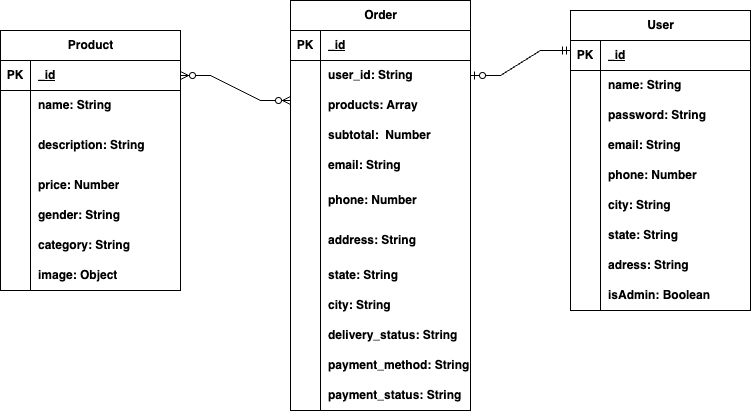 Product
PK _id
name: String
description: String
price: Number
gender: String
category: String
image: Object
Order
PK _id
user_id: String
products: Array
subtotal: Number
email: String
phone: Number
address: String
state: String
city: String
delivery_status: String
payment_method: String
payment_status: String
User
PK _id
name: String
password: String
email: String
phone: Number
city: String
state: String
adress: String
isAdmin: Boolean